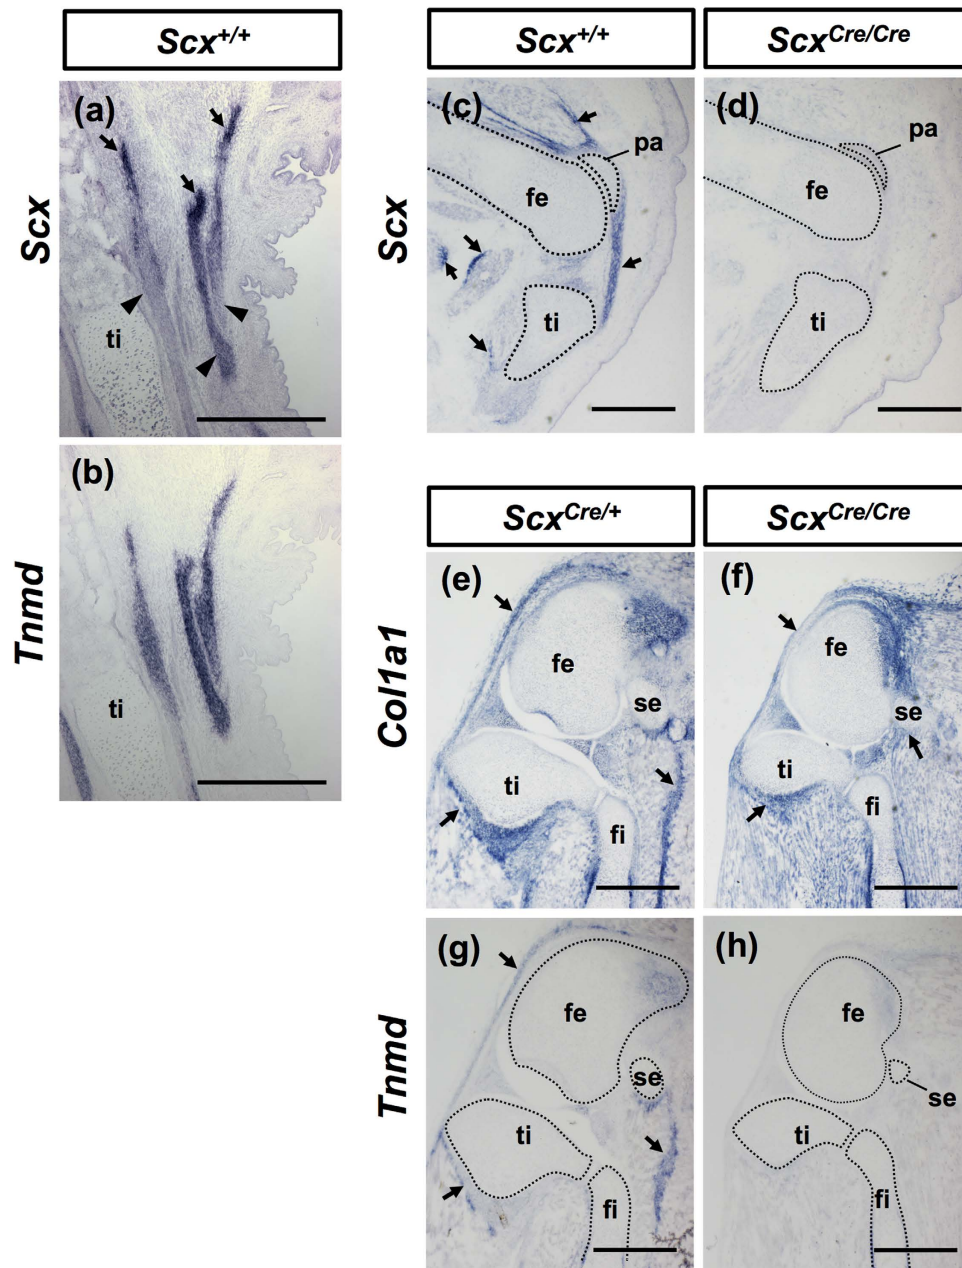 Scx+/+
Scx+/+
ScxCre/Cre
Scx
(a)
ti
Scx
(c)
pa
fe
ti
(d)
pa
fe
ti
Tnmd
(b)
ti
ScxCre/+
ScxCre/Cre
Col1a1
(e)
fe
se
ti
fi
(f)
fe
se
ti
fi
Tnmd
(g)
fe
se
ti
fi
(h)
fe
se
ti
fi